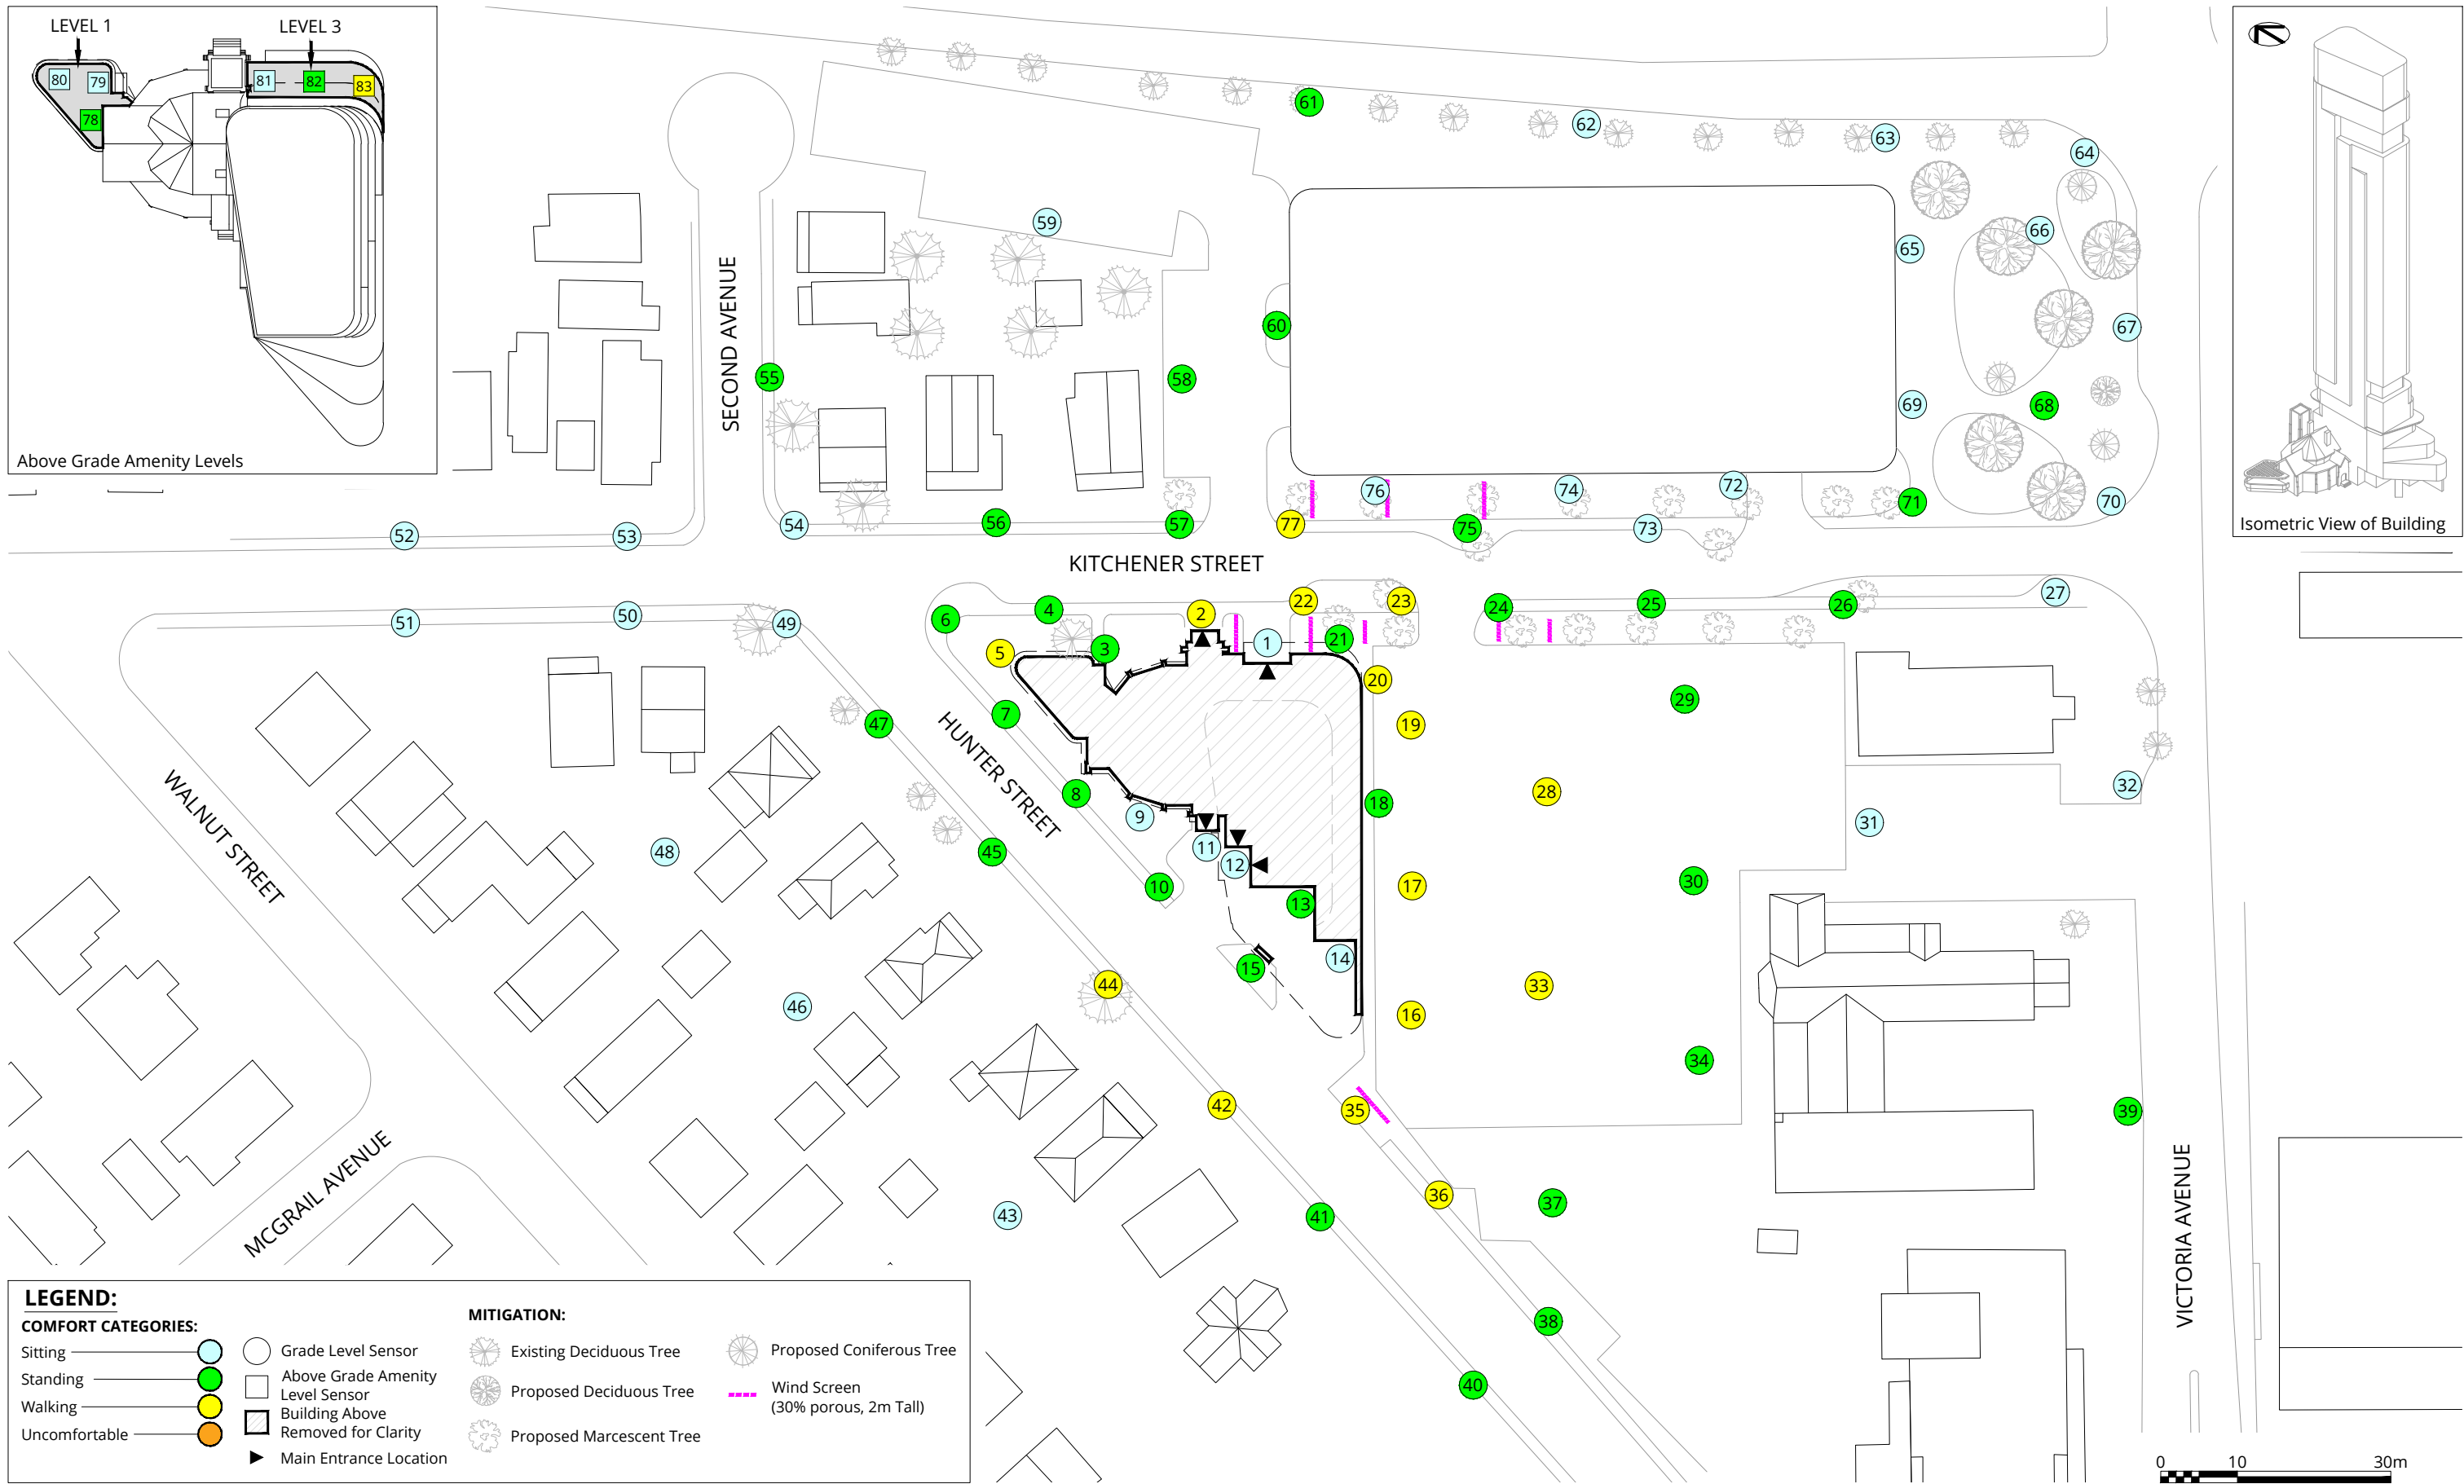 LEVEL 1
LEVEL 3
80
79
81
82
83
78
Above Grade Amenity Levels
61
62
63
64
59
66
65
60
67
55
58
69
68
SECOND AVENUE
76
74
72
71
70
52
53
54
56
57
77
75
73
KITCHENER STREET
Isometric View of Building
51
50
49
6
4
2
22
23
24
25
26
27
5
3
1
21
20
29
47
7
19
HUNTER STREET
8
9
18
28
32
31
WALNUT STREET
48
45
11
12
10
13
17
30
14
15
46
44
16
33
34
42
35
39
MCGRAIL AVENUE
43
41
36
37
VICTORIA AVENUE
38
40
LEGEND:
COMFORT CATEGORIES:
Sitting
Standing
Walking
Uncomfortable
Grade Level Sensor
Above Grade Amenity
Level Sensor
Building Above
Removed for Clarity
Main Entrance Location
MITIGATION:
Existing Deciduous Tree
Proposed Deciduous Tree
Proposed Marcescent Tree
Proposed Coniferous Tree
Wind Screen
(30% porous, 2m Tall)
0 10 30m